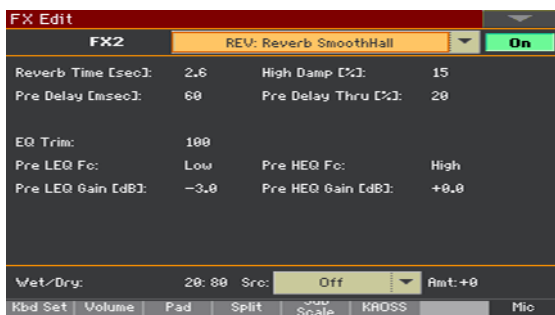 FX Edit
FX2 REV: Reverb SmoothHall On
Reverb Time [sec]: 2.6 High Damp [%]: 15
Pre Delay [msec]: 60 Pre Delay Thru [%]: 20
EQ Trim: 100
Pre LEQ Fc: Low Pre HEQ Fc: High
Pre LEQ Gain [dB]: -3.0 Pre HEQ Gain [dB]: +0.0
Wet/Dry: 20:80 Src: Off Amt:+0
Kbd Set Volume Pad Split Sub Scale KAOSS Mic